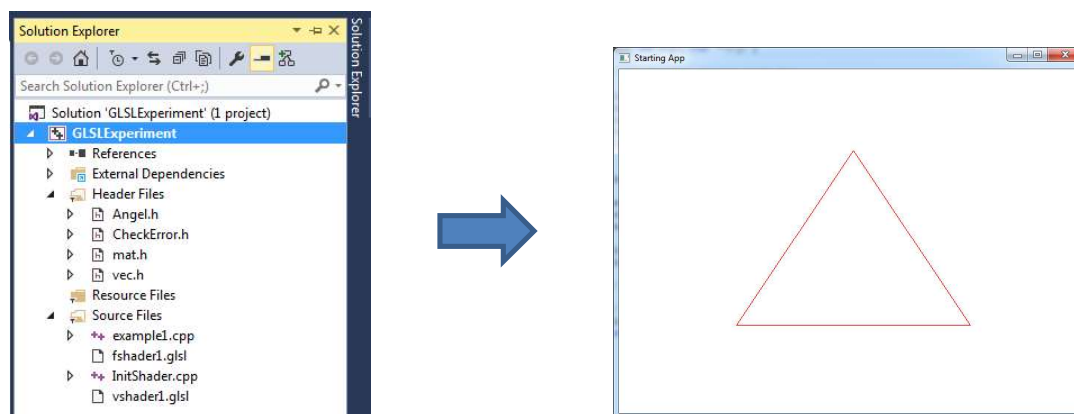 Solution Explorer
Search Solution Explorer (Ctrl+;)
Solution 'GLSLExperiment' (1 project)
GLSLExperiment
References
External Dependencies
Header Files
Angel.h
CheckError.h
mat.h
vec.h
Resource Files
Source Files
example1.cpp
fshader1.glsl
InitShader.cpp
vshader1.glsl
Solution Explorer
Starting App